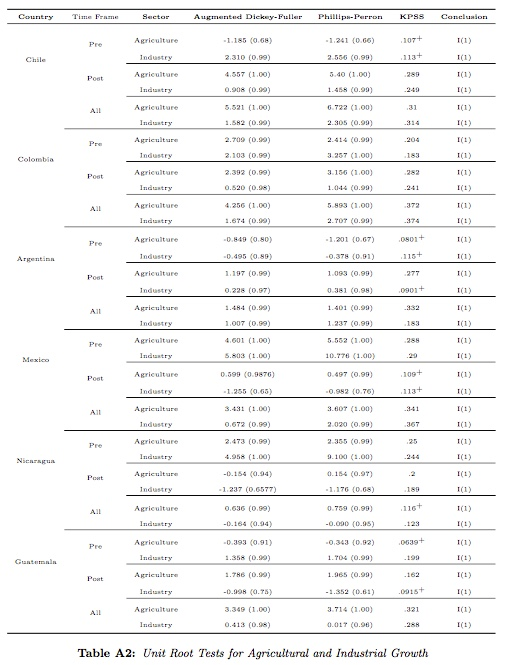 Country Time Frame Sector Augmented Dickey-Fuller Phillips-Perron KPSS Conclusion
Chile
Pre Agriculture -1.185 (0.68) -1.241 (0.66) .107+ I(1)
Industry 2.310 (0.99) 2.556 (0.99) .113+ I(1)
Post Agriculture 4.557 (1.00) 5.40 (1.00) .289 I(1)
Industry 0.908 (0.99) 1.458 (0.99) .249 I(1)
All Agriculture 5.521 (1.00) 6.722 (1.00) .31 I(1)
Industry 1.582 (0.99) 2.305 (0.99) .314 I(1)
Colombia
Pre Agriculture 2.709 (0.99) 2.414 (0.99) .204 I(1)
Industry 2.103 (0.99) 3.257 (1.00) .183 I(1)
Post Agriculture 2.392 (0.99) 3.156 (1.00) .282 I(1)
Industry 0.520 (0.98) 1.044 (0.99) .241 I(1)
All Agriculture 4.256 (1.00) 5.893 (1.00) .372 I(1)
Industry 1.674 (0.99) 2.707 (0.99) .374 I(1)
Argentina
Pre Agriculture -0.849 (0.80) -1.201 (0.67) .0801+ I(1)
Industry -0.495 (0.89) -0.378 (0.91) .115+ I(1)
Post Agriculture 1.197 (0.99) 1.093 (0.99) .277 I(1)
Industry 0.228 (0.97) 0.381 (0.98) .0901+ I(1)
All Agriculture 1.484 (0.99) 1.401 (0.99) .332 I(1)
Industry 1.007 (0.99) 1.237 (0.99) .183 I(1)
Mexico
Pre Agriculture 4.601 (1.00) 5.552 (1.00) .288 I(1)
Industry 5.803 (1.00) 10.776 (1.00) .29 I(1)
Post Agriculture 0.599 (0.9876) 0.497 (0.99) .109+ I(1)
Industry -1.255 (0.65) -0.982 (0.76) .113+ I(1)
All Agriculture 3.431 (1.00) 3.607 (1.00) .341 I(1)
Industry 0.672 (0.99) 2.020 (0.99) .367 I(1)
Nicaragua
Pre Agriculture 2.473 (0.99) 2.355 (0.99) .25 I(1)
Industry 4.958 (1.00) 9.100 (1.00) .244 I(1)
Post Agriculture -0.154 (0.94) 0.154 (0.97) .2 I(1)
Industry -1.237 (0.6577) -1.176 (0.68) .189 I(1)
All Agriculture 0.636 (0.99) 0.759 (0.99) .116+ I(1)
Industry -0.164 (0.94) -0.090 (0.95) .123 I(1)
Guatemala
Pre Agriculture -0.393 (0.91) -0.343 (0.92) .0639+ I(1)
Industry 1.358 (0.99) 1.704 (0.99) .199 I(1)
Post Agriculture 1.786 (0.99) 1.965 (0.99) .162 I(1)
Industry -0.998 (0.75) -1.352 (0.61) .0915+ I(1)
All Agriculture 3.349 (1.00) 3.714 (1.00) .321 I(1)
Industry 0.413 (0.98) 0.017 (0.96) .288 I(1)
Table A2: Unit Root Tests for Agricultural and Industrial Growth